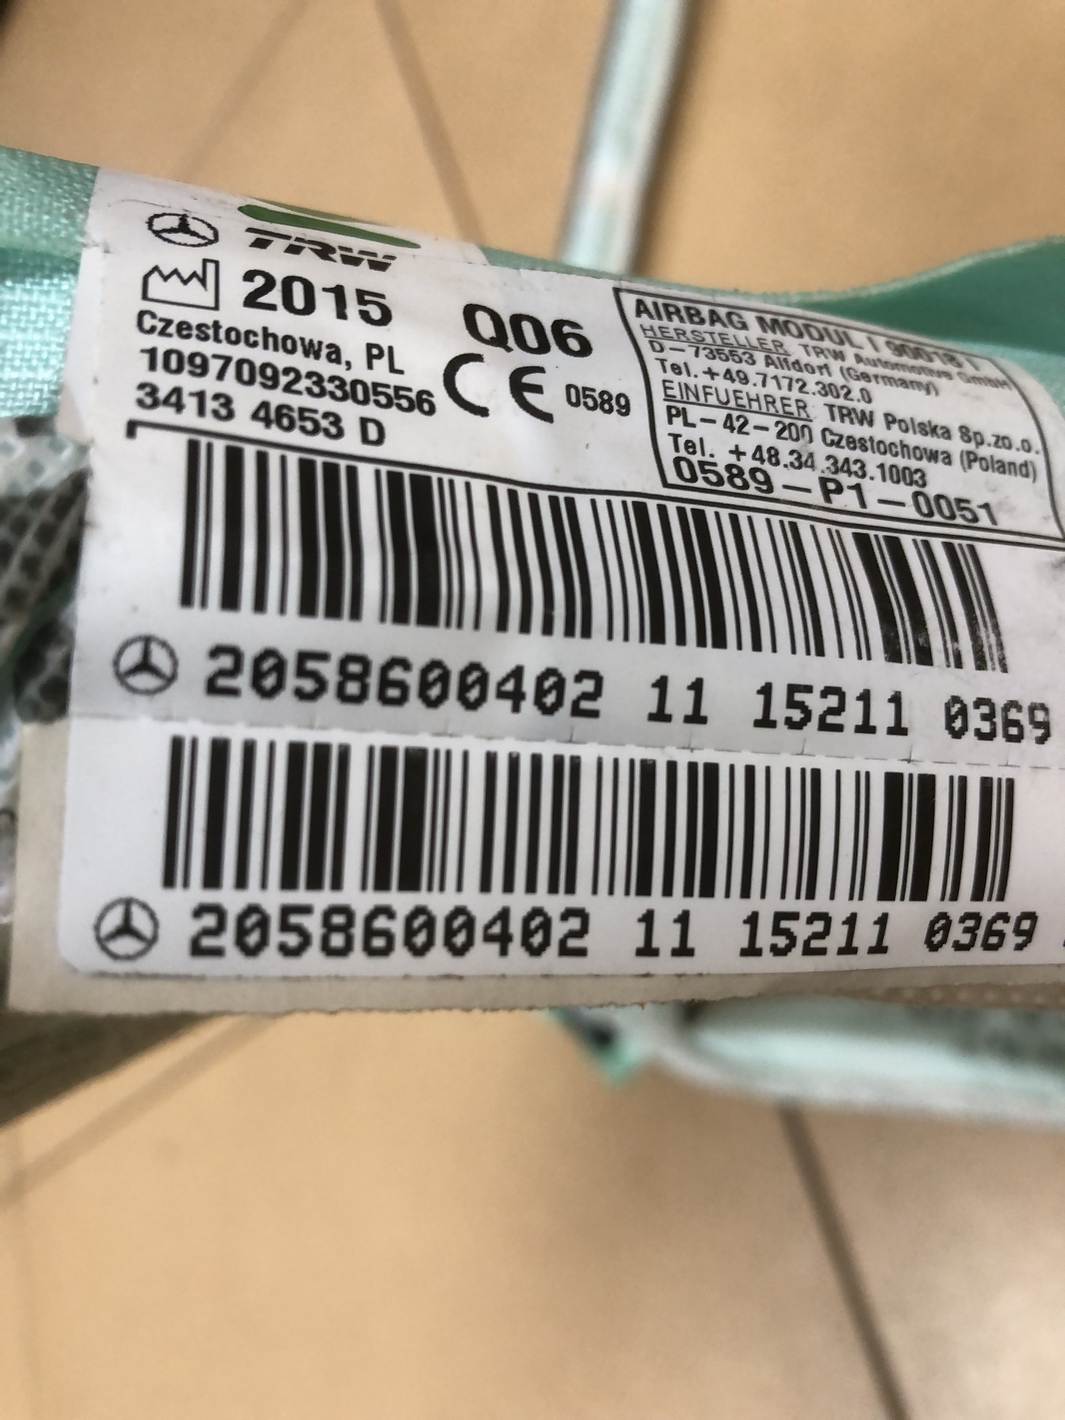 TRW
2015 Q06
Czestochowa, PL
1097092330556
3413 4653 D
CE 0589
AIRBAG MODUL I 90018 I
HERSTELLER TRW Automotive GmbH
D-73553 Alfdorf (Germany)
Tel.+49.7172.302.0
EINFUEHRER TRW Polska Sp.zo.o.
PL-42-200 Czestochowa (Poland)
Tel. +48.34.343.1003
0589-P1-0051
2058600402 11 15211 0369
2058600402 11 15211 0369